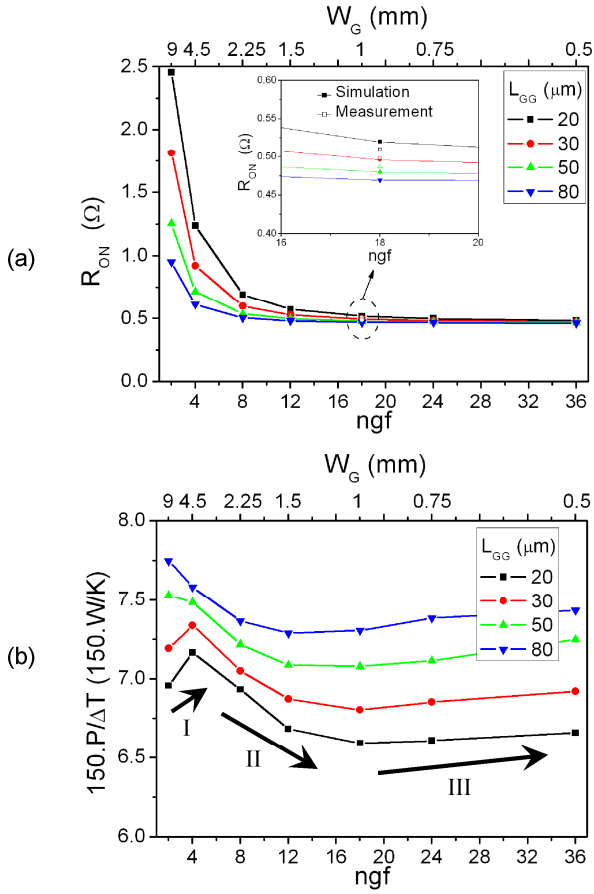 (a)
W_G (mm)
9 4.5 2.25 1.5 1 0.75 0.5
R_ON (Ω)
2.5
2.0
1.5
1.0
0.5
0.0
4 8 12 16 20 24 28 32 36
ngf
L_GG (μm)
20
30
50
80
Simulation
Measurement
R_ON (Ω)
0.60
0.55
0.50
0.45
0.40
16 18 20
ngf
(b)
W_G (mm)
9 4.5 2.25 1.5 1 0.75 0.5
150.P/ΔT (150.W/K)
8.0
7.5
7.0
6.5
6.0
4 8 12 16 20 24 28 32 36
ngf
L_GG (μm)
20
30
50
80
I
II
III